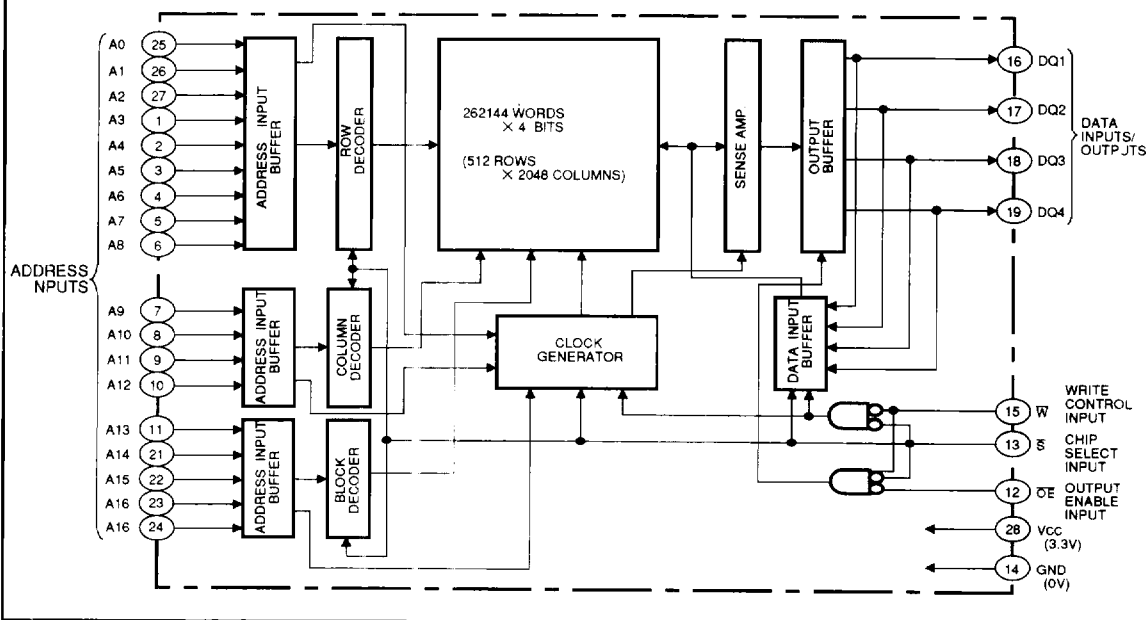 ADDRESS
NPUTS
A0 25
A1 26
A2 27
A3 1
A4 2
A5 3
A6 4
A7 5
A8 6
A9 7
A10 8
A11 9
A12 10
A13 11
A14 21
A15 22
A16 23
A16 24
ADDRESS INPUT
BUFFER
ROW
DECODER
262144 WORDS
× 4 BITS
(512 ROWS
× 2048 COLUMNS)
SENSE AMP.
OUTPUT
BUFFER
ADDRESS INPUT
BUFFER
COLUMN
DECODER
CLOCK
GENERATOR
DATA INPUT
BUFFER
ADDRESS INPUT
BUFFER
BLOCK
DECODER
16 DQ1
17 DQ2
18 DQ3
19 DQ4
DATA
INPUTS/
OUTPUTS
15 W̅ WRITE
CONTROL
INPUT
13 S̅ CHIP
SELECT
INPUT
12 O̅E̅ OUTPUT
ENABLE
INPUT
28 Vcc
(3.3V)
14 GND
(0V)